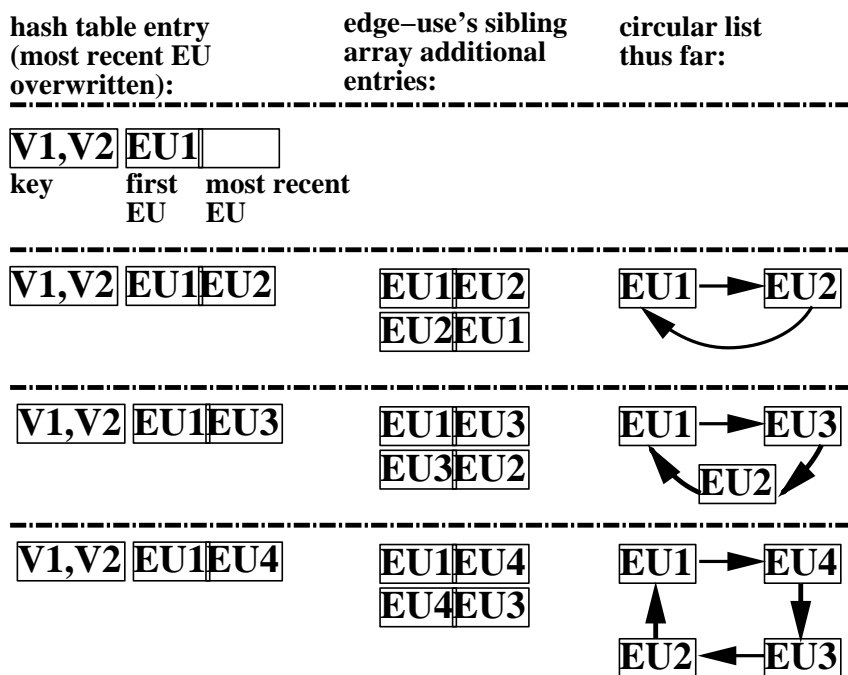 hash table entry
(most recent EU
overwritten):
edge−use's sibling
array additional
entries:
circular list
thus far:
V1,V2 EU1
key
first
EU
most recent
EU
V1,V2 EU1 EU2
EU1 EU2
EU2 EU1
EU1 EU2
V1,V2 EU1 EU3
EU1 EU3
EU3 EU2
EU1 EU3
EU2
V1,V2 EU1 EU4
EU1 EU4
EU4 EU3
EU1 EU4
EU2 EU3